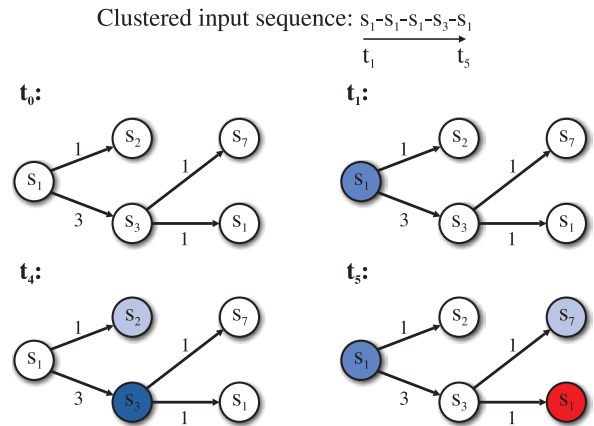 Clustered input sequence: s₁-s₁-s₁-s₃-s₁
t₁ t₅
t₀: t₁:
1 S₂ 1 S₇ 1 S₂ 1 S₇
S₁ S₁
3 S₃ 1 S₁ 3 S₃ 1 S₁
t₄: t₅:
1 S₂ 1 S₇ 1 S₂ 1 S₇
S₁ S₁
3 S₃ 1 S₁ 3 S₃ 1 S₁